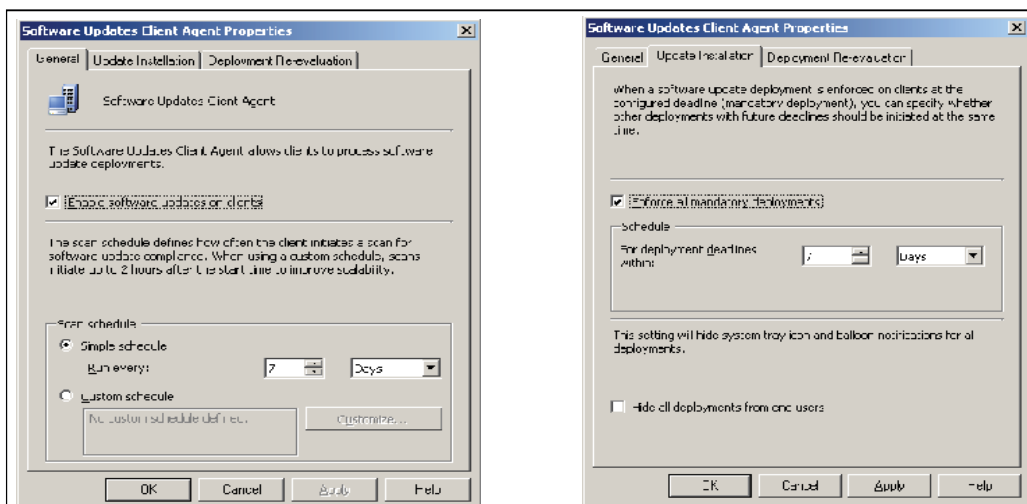 Software Updates Client Agent Properties
General Update Installation Deployment Re-evaluation
Software Updates Client Agent
The Software Updates Client Agent allows clients to process software
update deployments.
Enable software updates on clients
The scan schedule defines how often the client initiates a scan for
software update compliance. When using a custom schedule, scans
initiate up to 2 hours after the start time to improve scalability.
Scan schedule
Simple schedule
Run every: 7 Days
Custom schedule
No custom schedule defined.
Customize...
OK Cancel Apply Help
Software Updates Client Agent Properties
General Update Installation Deployment Re-evaluation
When a software update deployment is enforced on clients at the
configured deadline (mandatory deployment), you can specify whether
other deployments with future deadlines should be initiated at the same
time.
Enforce all mandatory deployments
Schedule
For deployment deadlines
within:
7 Days
This setting will hide system tray icon and balloon notifications for all
deployments.
Hide all deployments from end users
OK Cancel Apply Help